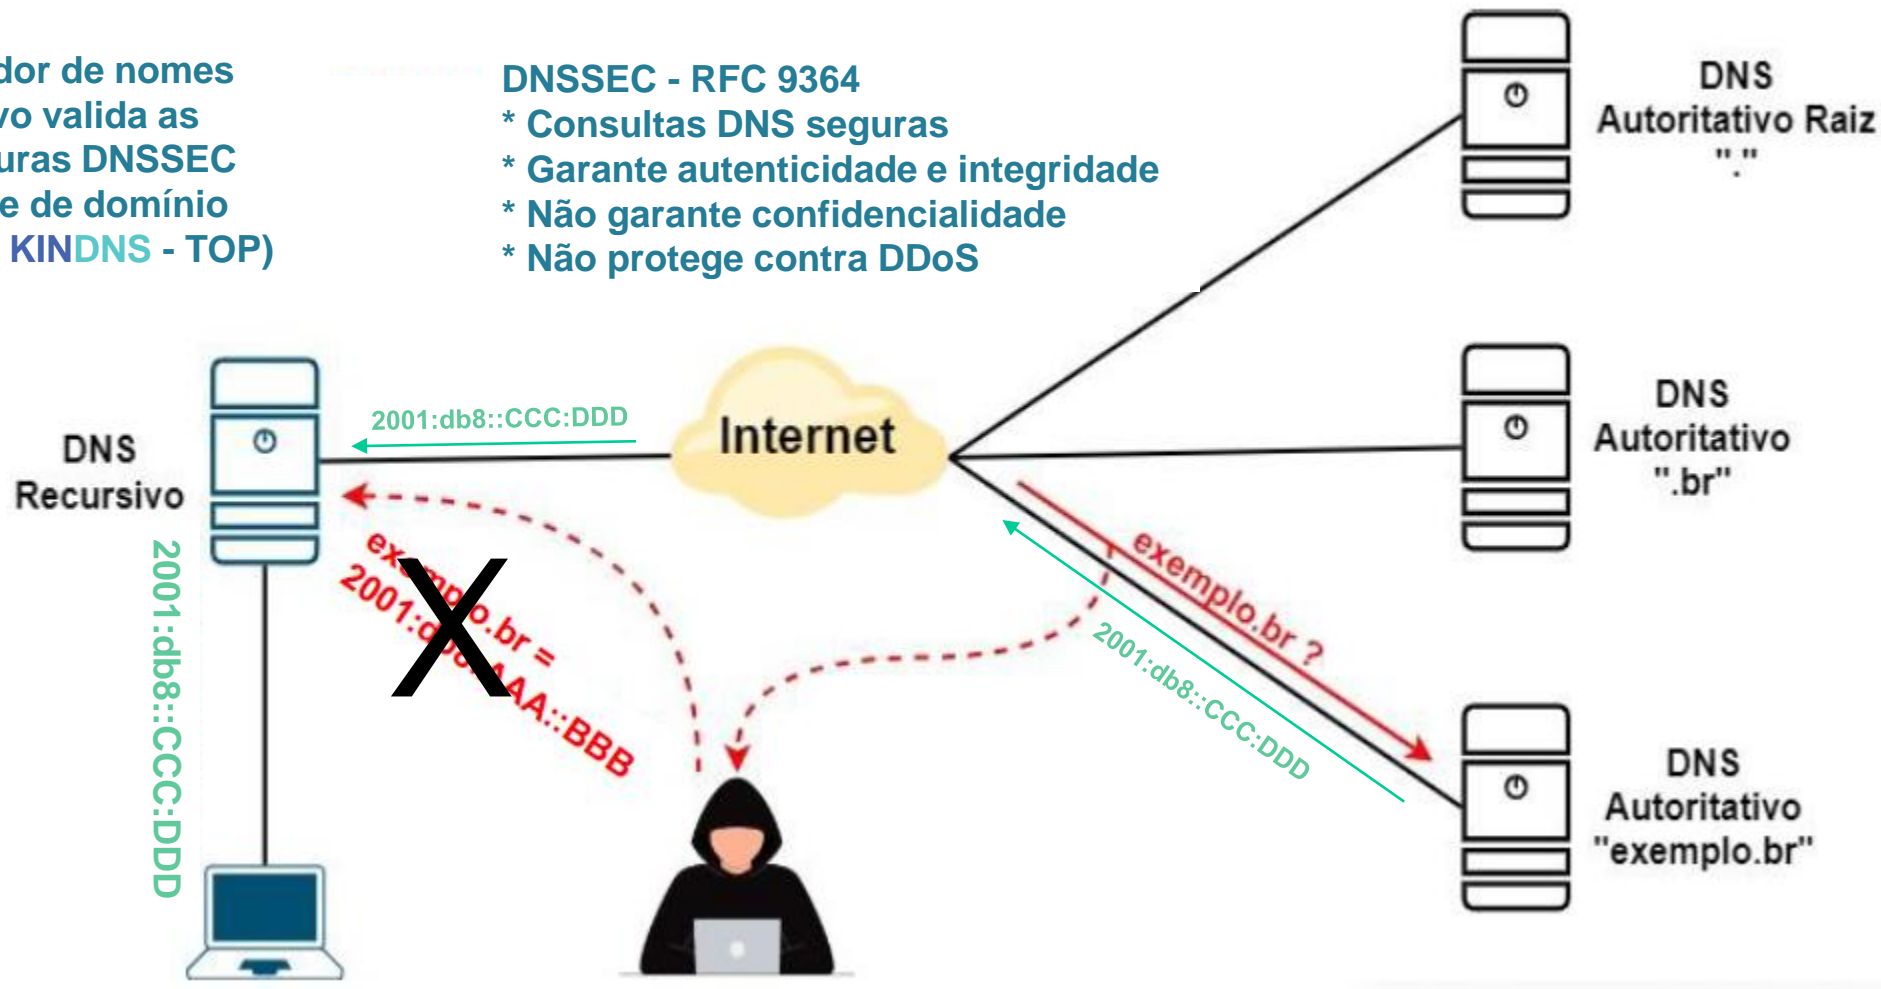 dor de nomes
vo valida as
uras DNSSEC
e de domínio
KINDNS - TOP)
DNSSEC - RFC 9364
* Consultas DNS seguras
* Garante autenticidade e integridade
* Não garante confidencialidade
* Não protege contra DDoS
DNS
Autoritativo Raiz
"."
DNS
Recursivo
2001:db8::CCC:DDD
Internet
DNS
Autoritativo
".br"
exemplo.br =
X
exemplo.br ?
2001:db8::CCC:DDD
2001:db8::CCC:DDD
DNS
Autoritativo
"exemplo.br"